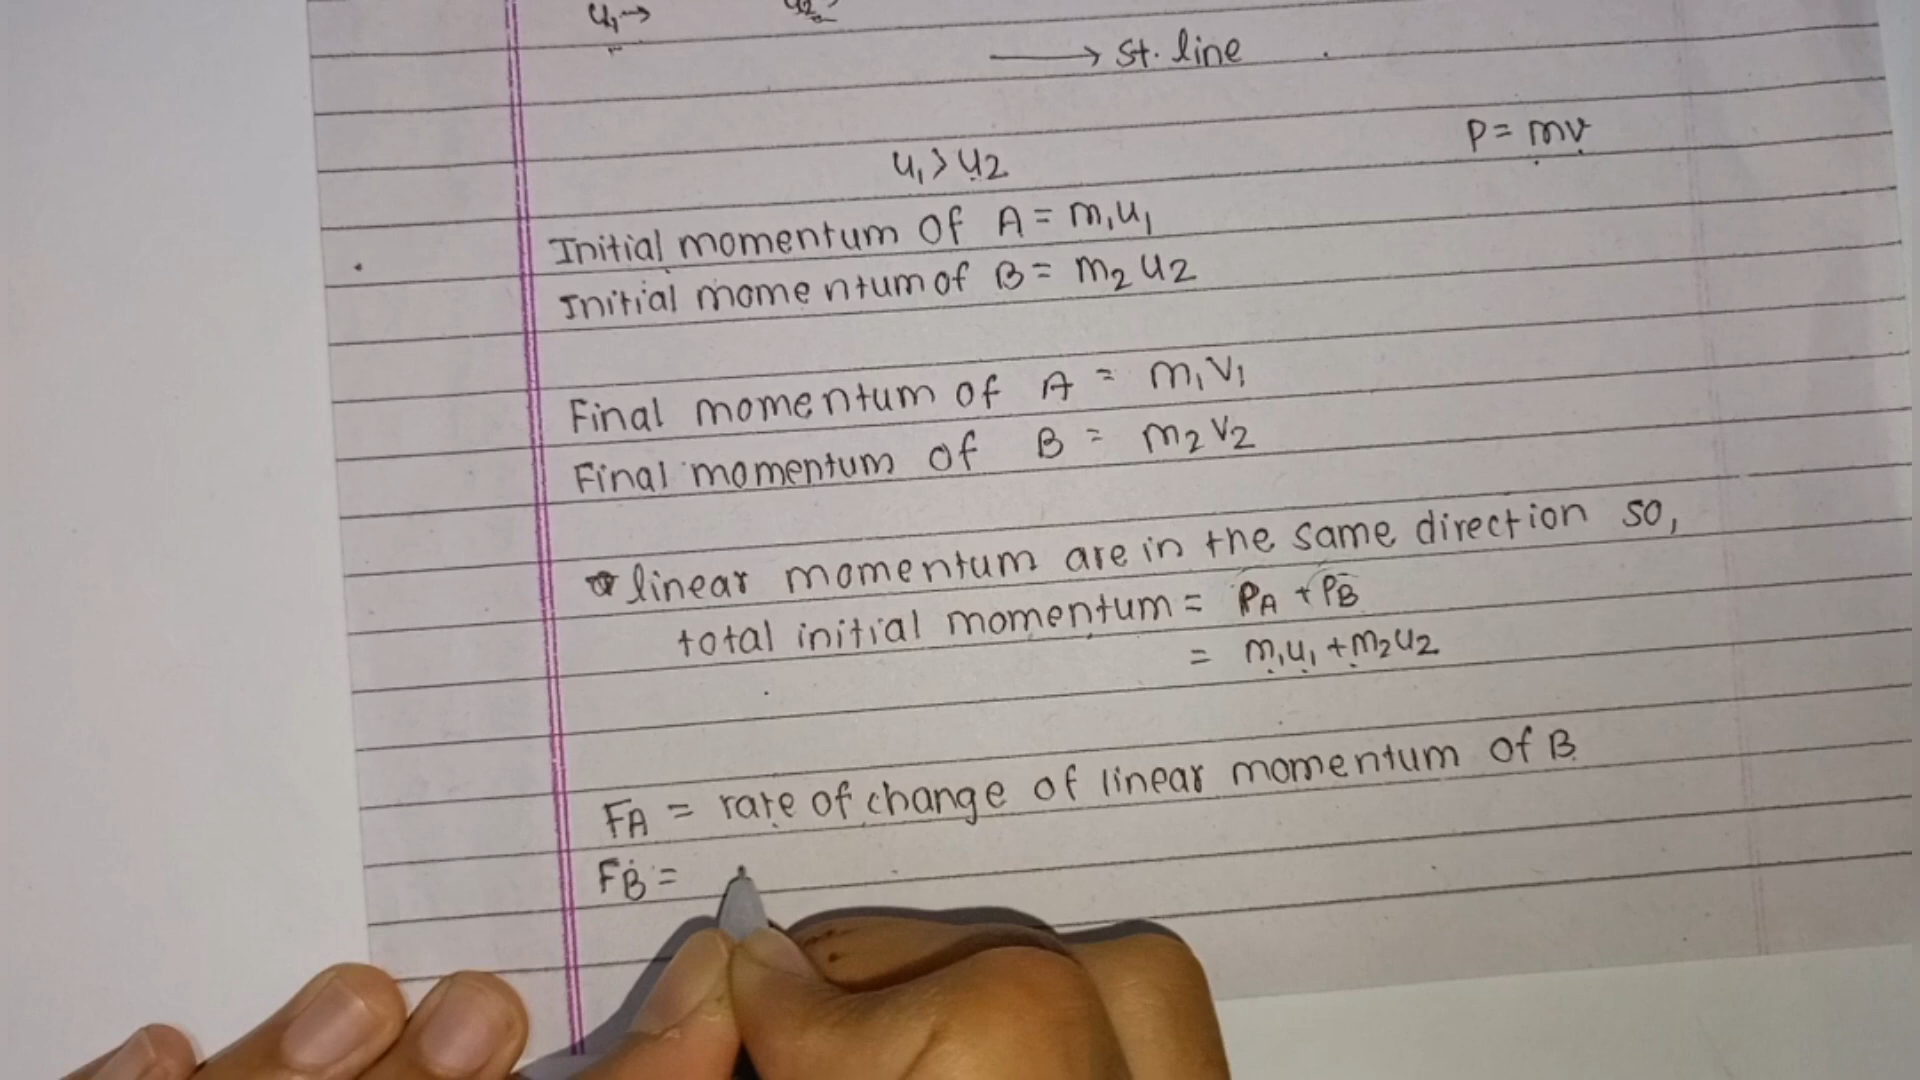 u₁→ u₂
→ St. line
P = mv
u₁ > u₂
Initial momentum of A = m₁u₁
Initial momentum of B = m₂u₂
Final momentum of A = m₁v₁
Final momentum of B = m₂v₂
linear momentum are in the same direction so,
total initial momentum = PA + PB
= m₁u₁ + m₂u₂
FA = rate of change of linear momentum of B
FB =